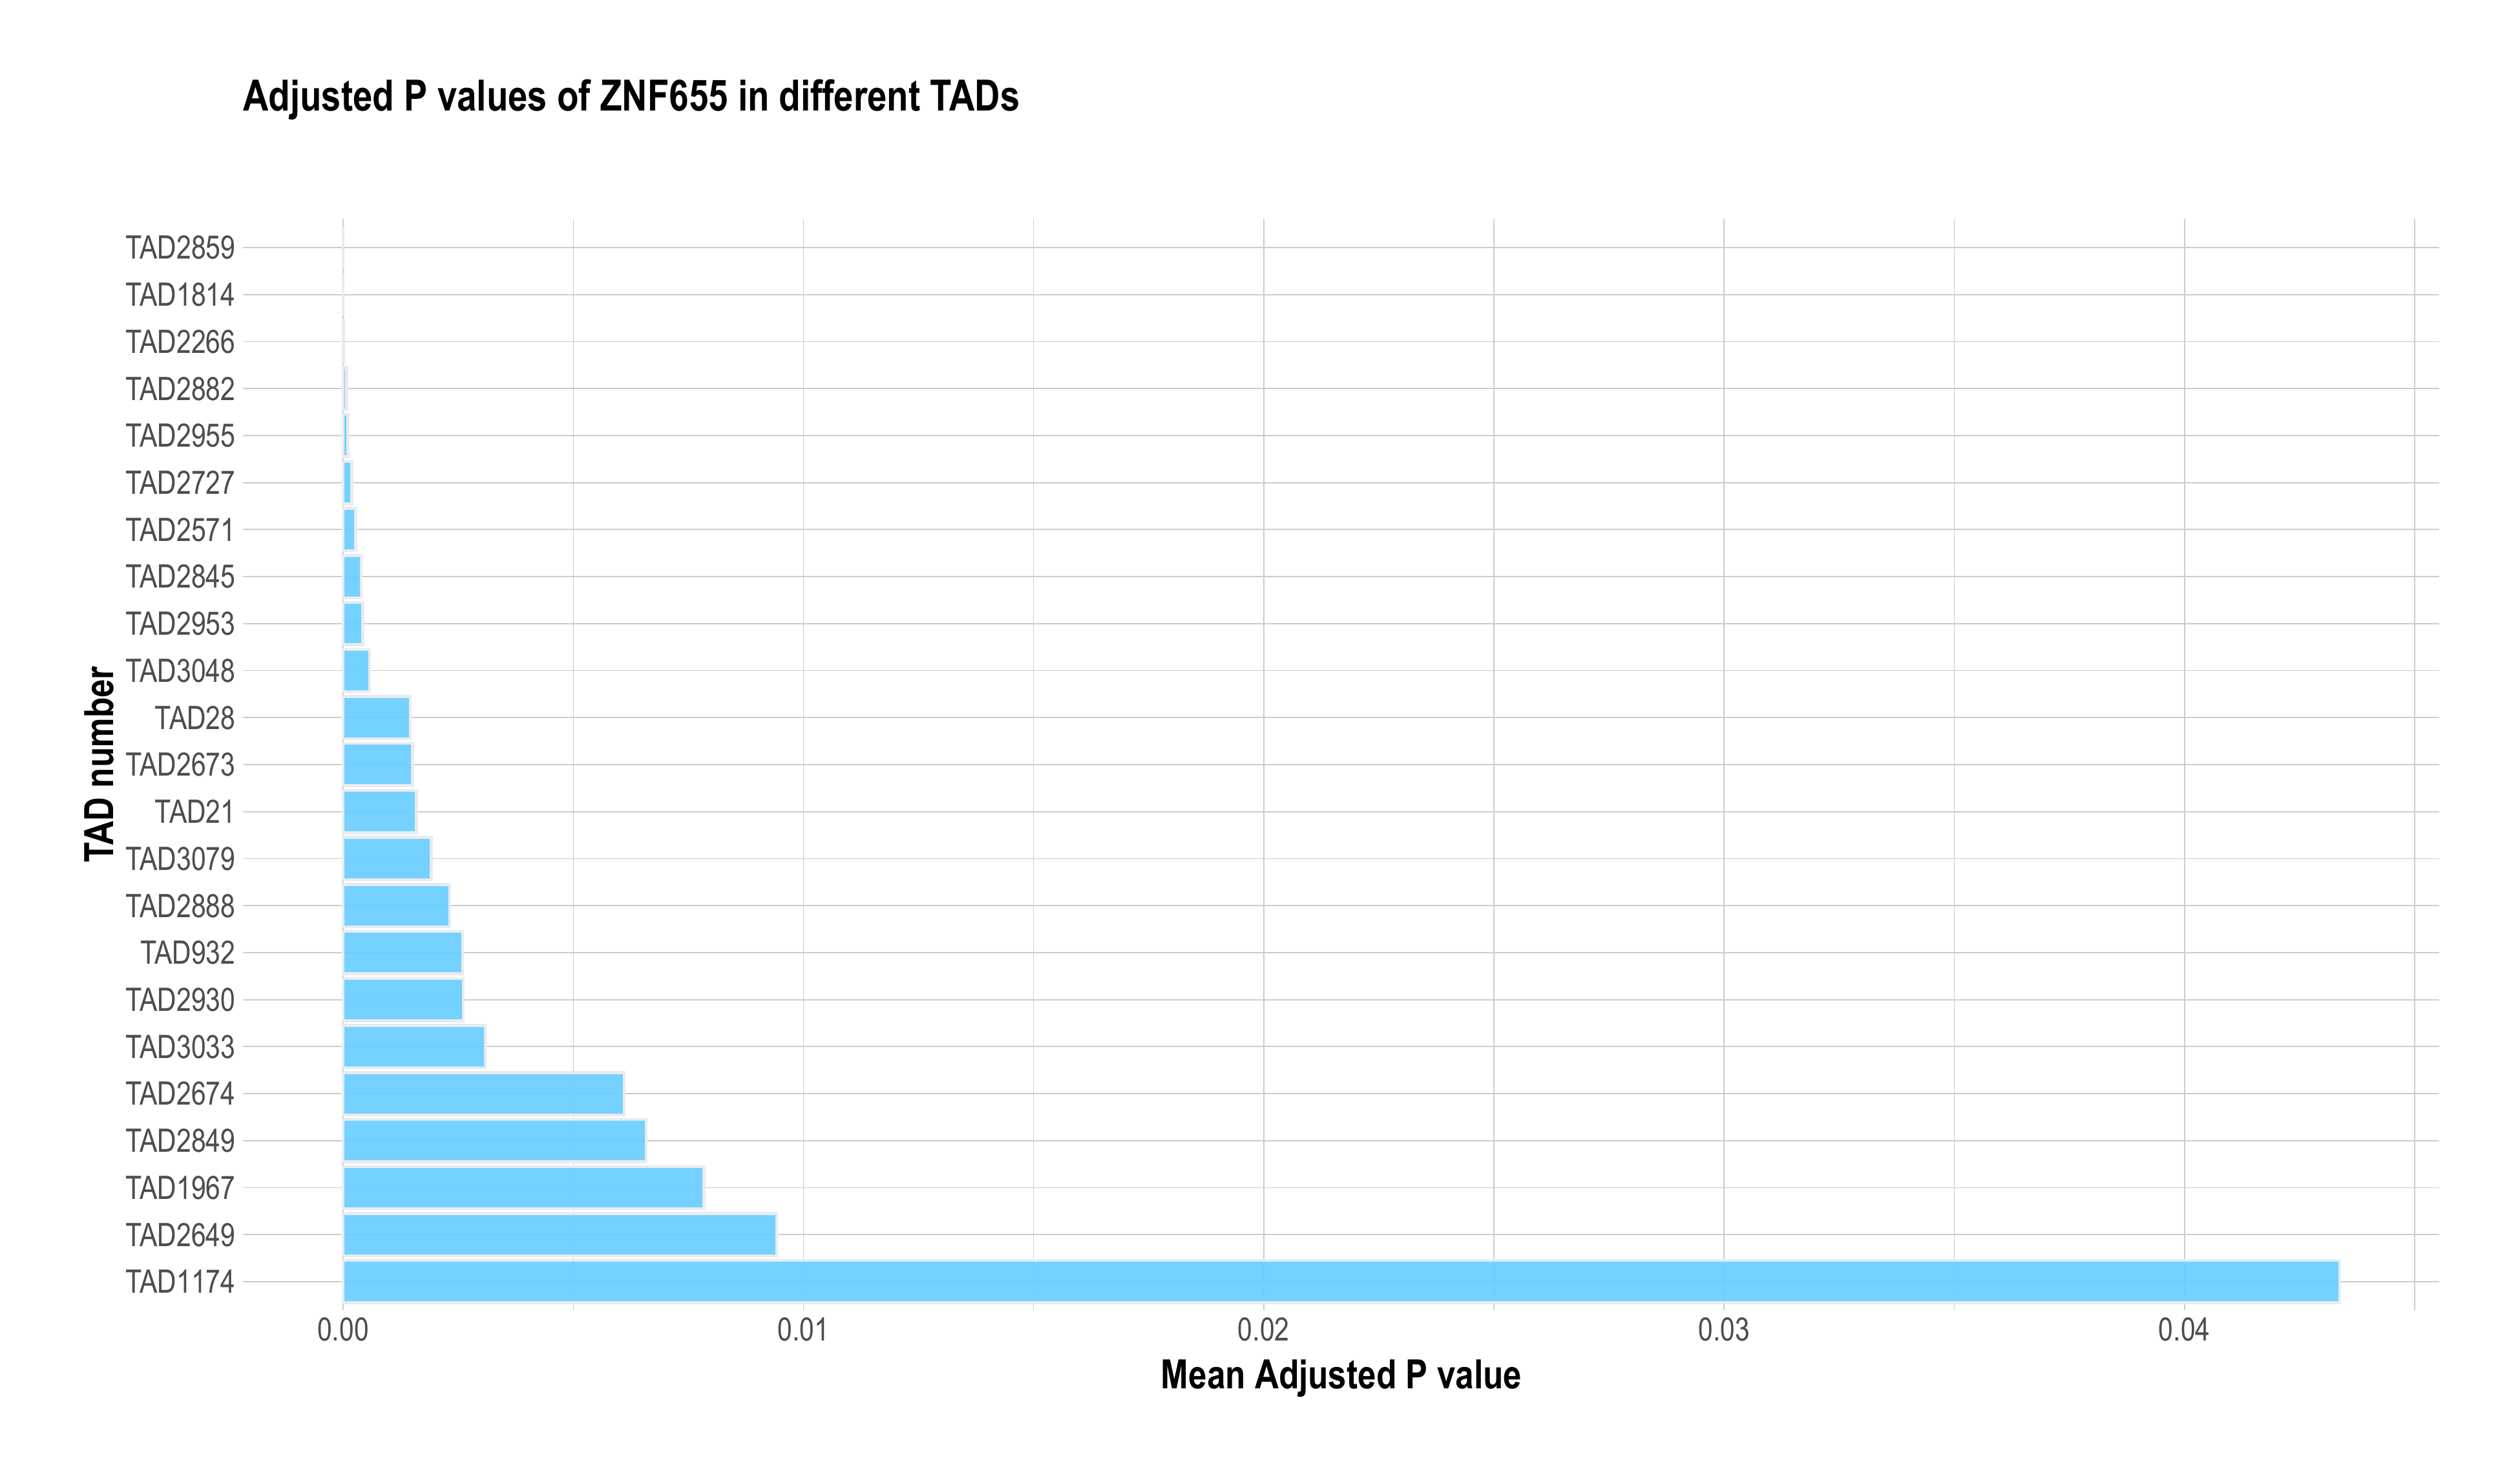 Adjusted P values of ZNF655 in different TADs
TAD number
TAD2859
TAD1814
TAD2266
TAD2882
TAD2955
TAD2727
TAD2571
TAD2845
TAD2953
TAD3048
TAD28
TAD2673
TAD21
TAD3079
TAD2888
TAD932
TAD2930
TAD3033
TAD2674
TAD2849
TAD1967
TAD2649
TAD1174
0.00 0.01 0.02 0.03 0.04
Mean Adjusted P value